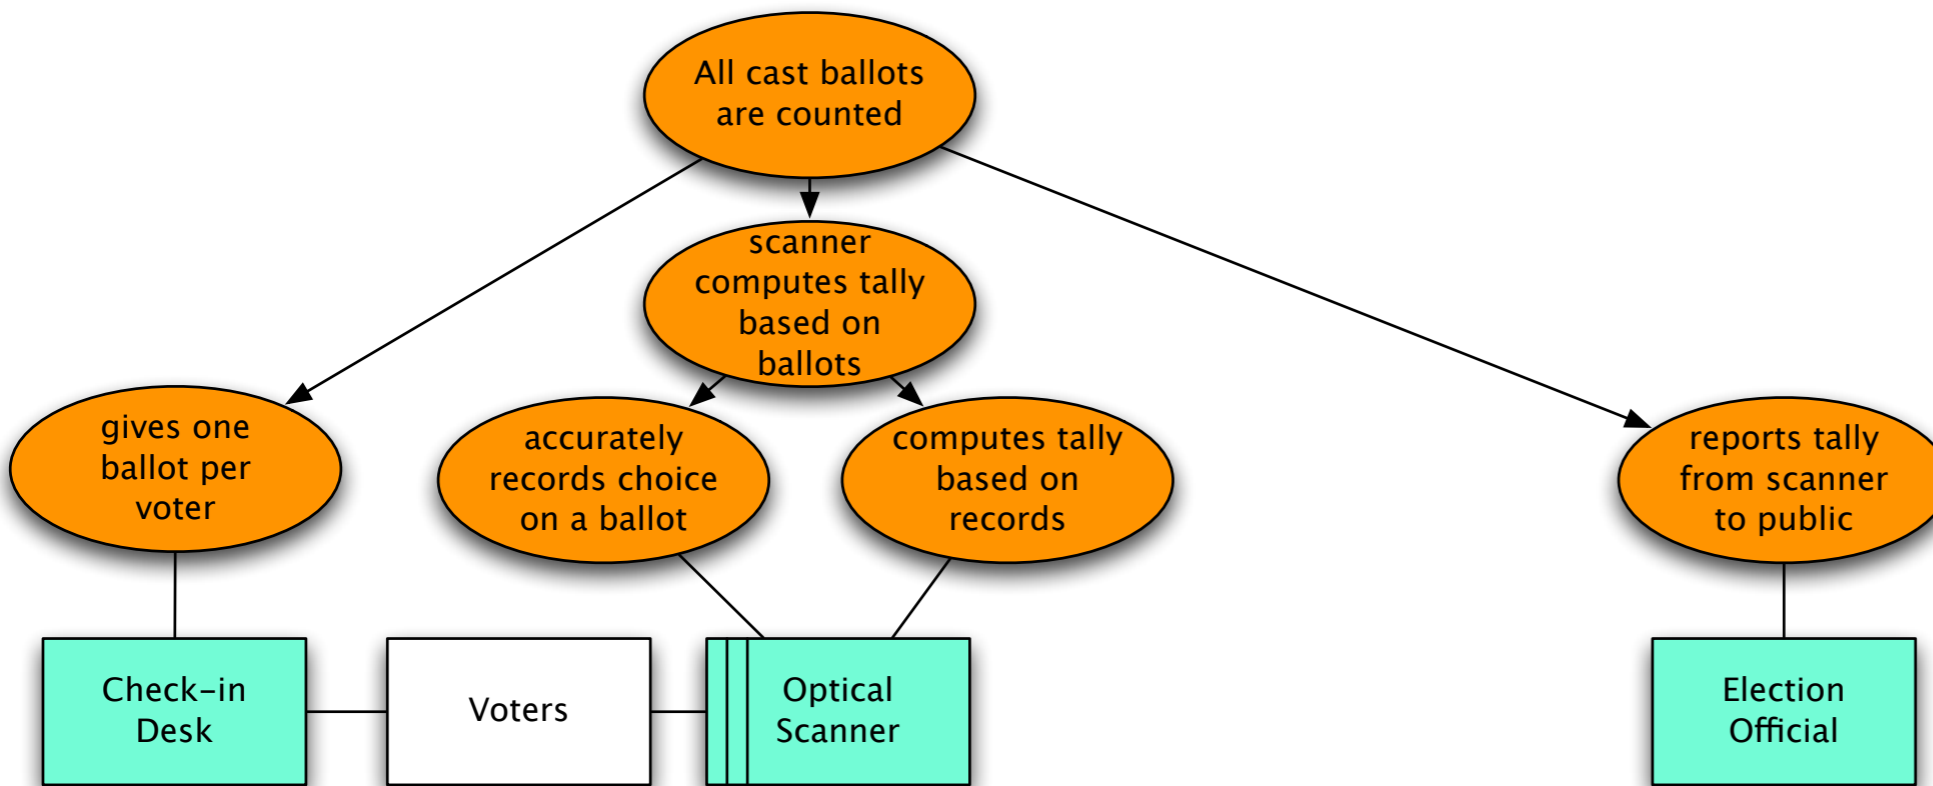 All cast ballots
are counted
scanner
computes tally
based on
ballots
gives one
ballot per
voter
accurately
records choice
on a ballot
computes tally
based on
records
reports tally
from scanner
to public
Check-in
Desk
Voters
Optical
Scanner
Election
Official